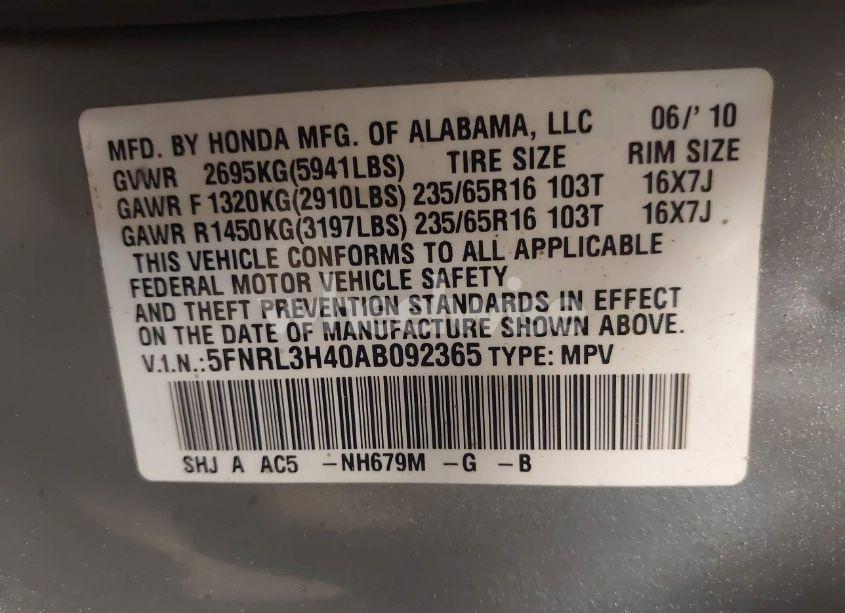 MFD. BY HONDA MFG. OF ALABAMA, LLC 06/' 10
GVWR 2695KG(5941LBS) TIRE SIZE RIM SIZE
GAWR F1320KG(2910LBS) 235/65R16 103T 16X7J
GAWR R1450KG(3197LBS) 235/65R16 103T 16X7J
THIS VEHICLE CONFORMS TO ALL APPLICABLE
FEDERAL MOTOR VEHICLE SAFETY
AND THEFT PREVENTION STANDARDS IN EFFECT
ON THE DATE OF MANUFACTURE SHOWN ABOVE.
V.I.N.:5FNRL3H40AB092365 TYPE: MPV
SHJ A AC5 -NH679M -G -B